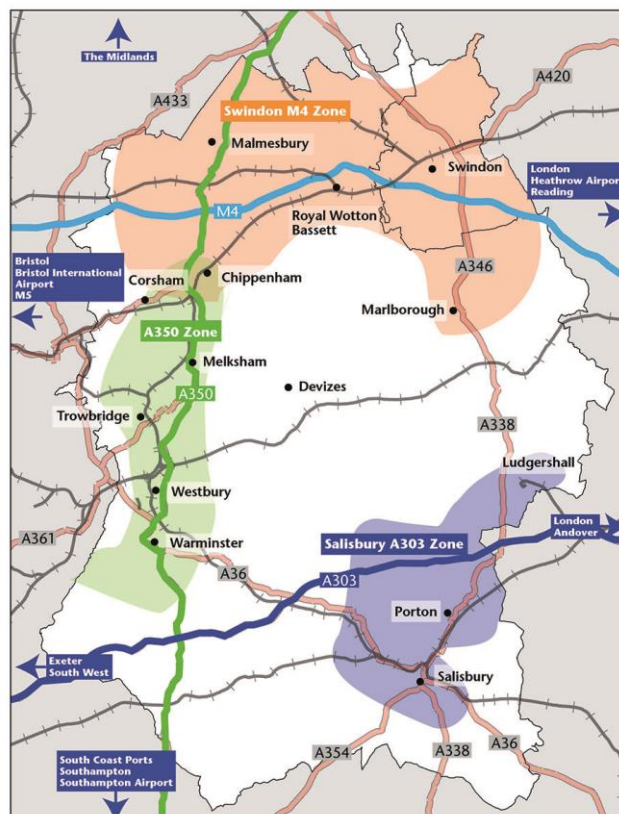 The Midlands
A420
A433
Swindon M4 Zone
Malmesbury
Swindon
London
Heathrow Airport
Reading
M4
Royal Wotton
Bassett
Bristol
Bristol International
Airport
M5
Corsham
Chippenham
A346
Marlborough
A350 Zone
Melksham
Devizes
A350
Trowbridge
A338
Ludgershall
Westbury
London
Andover
A361
Warminster
Salisbury A303 Zone
A36
A303
Porton
Exeter
South West
Salisbury
A354
A338
A36
South Coast Ports
Southampton
Southampton Airport